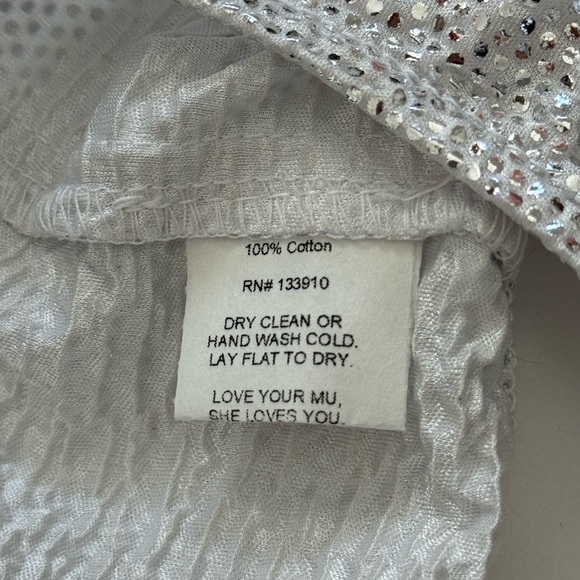 100% Cotton
RN# 133910
DRY CLEAN OR
HAND WASH COLD.
LAY FLAT TO DRY.
LOVE YOUR MU,
SHE LOVES YOU.